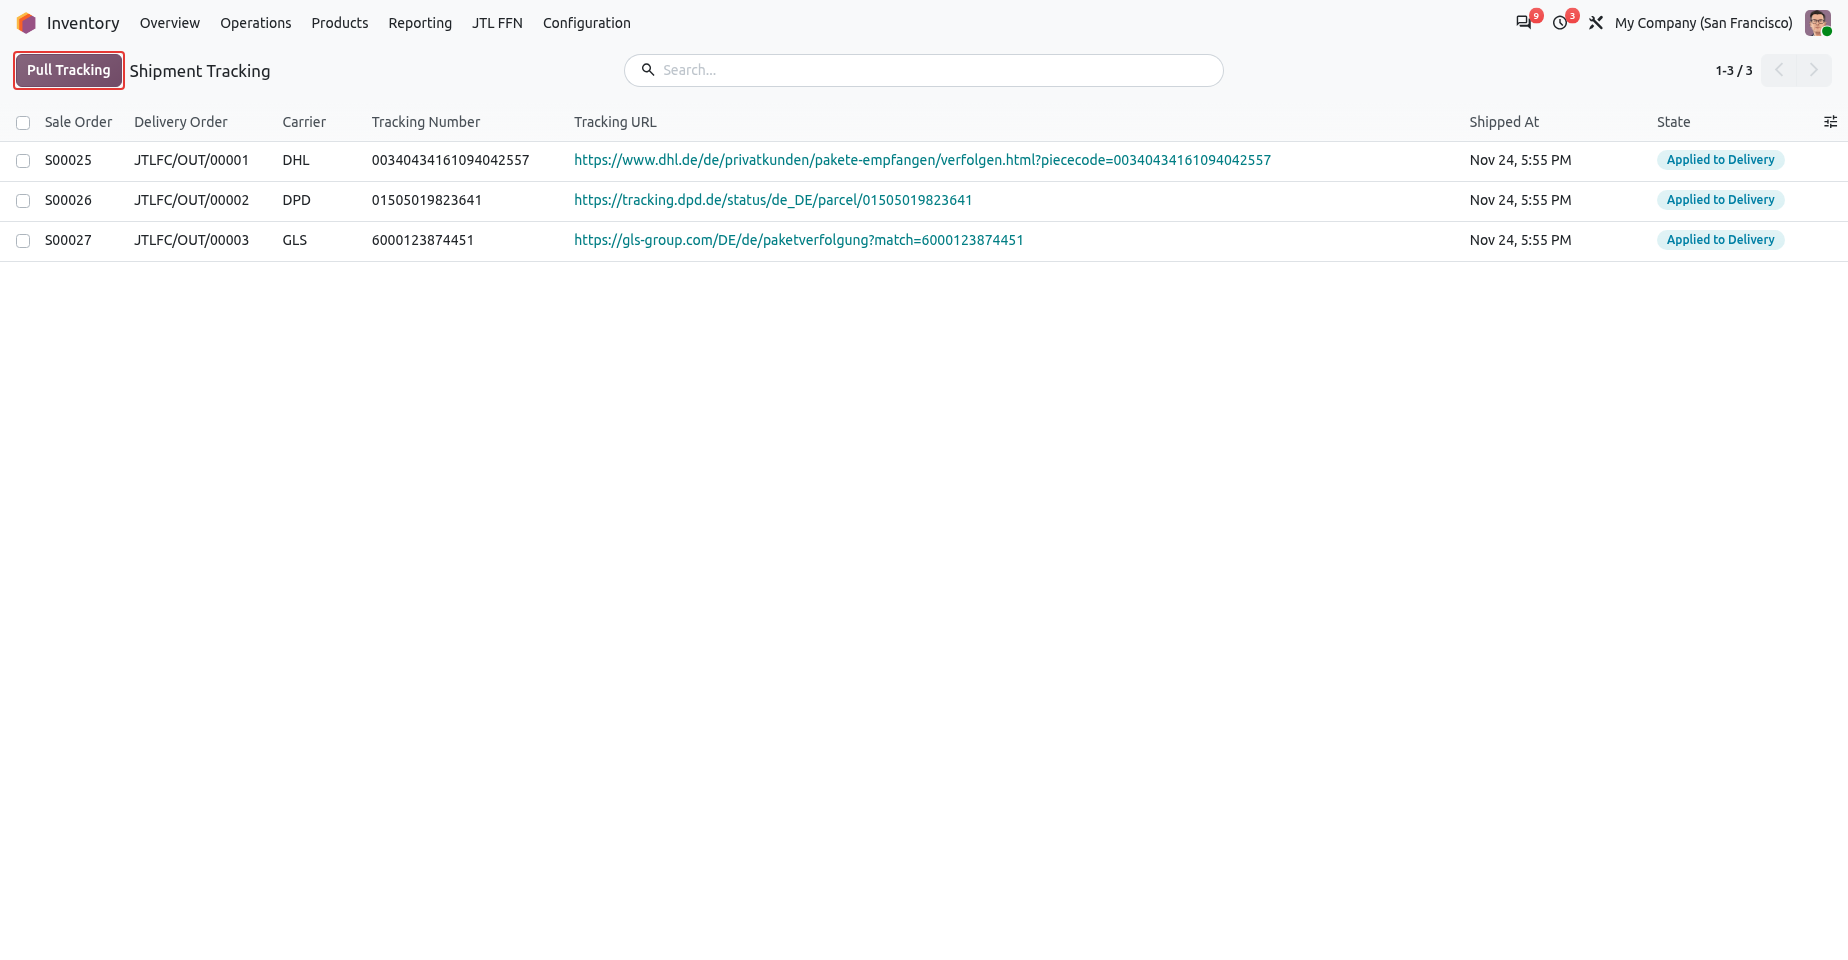 Inventory Overview Operations Products Reporting JTL FFN Configuration 9 3 My Company (San Francisco)
Pull Tracking Shipment Tracking Search... 1-3 / 3
Sale Order Delivery Order Carrier Tracking Number Tracking URL Shipped At State
S00025 JTLFC/OUT/00001 DHL 00340434161094042557 https://www.dhl.de/de/privatkunden/pakete-empfangen/verfolgen.html?piececode=00340434161094042557 Nov 24, 5:55 PM Applied to Delivery
S00026 JTLFC/OUT/00002 DPD 01505019823641 https://tracking.dpd.de/status/de_DE/parcel/01505019823641 Nov 24, 5:55 PM Applied to Delivery
S00027 JTLFC/OUT/00003 GLS 6000123874451 https://gls-group.com/DE/de/paketverfolgung?match=6000123874451 Nov 24, 5:55 PM Applied to Delivery